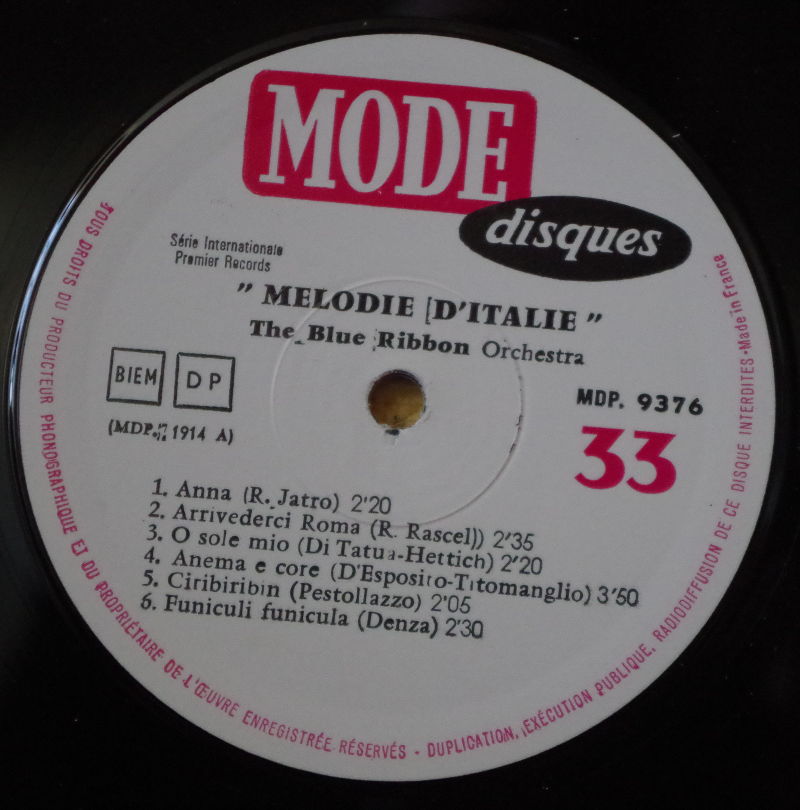 MODE
disques
Série Internationale
Premier Records
" MELODIE D'ITALIE "
The Blue Ribbon Orchestra
BIEM
DP
MDP. 9376
(MDP. 1914 A)
33
1. Anna (R. Jatro) 2'20
2. Arrivederci Roma (R. Rascel)) 2'35
3. O sole mio (Di Tatua-Hettich) 2'20
4. Anema e core (D'Esposito-Titomanglio) 3'50
5. Ciribiribin (Pestollazzo) 2'05
6. Funiculi funicula (Denza) 2'30
TOUS DROITS DU PRODUCTEUR PHONOGRAPHIQUE ET DU PROPRIÉTAIRE DE L'ŒUVRE ENREGISTRÉE RÉSERVÉS - DUPLICATION, EXÉCUTION PUBLIQUE, RADIODIFFUSION DE CE DISQUE INTERDITES • Made in France